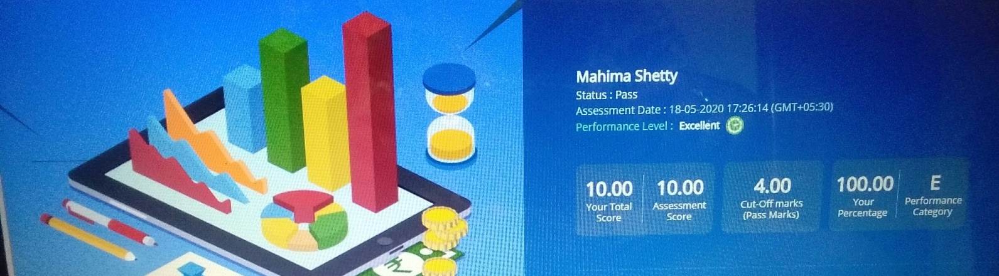 Mahima Shetty
Status : Pass
Assessment Date : 18-05-2020 17:26:14 (GMT+05:30)
Performance Level : Excellent
10.00
Your Total
Score
10.00
Assessment
Score
4.00
Cut-Off marks
(Pass Marks)
100.00
Your
Percentage
E
Performance
Category
₹